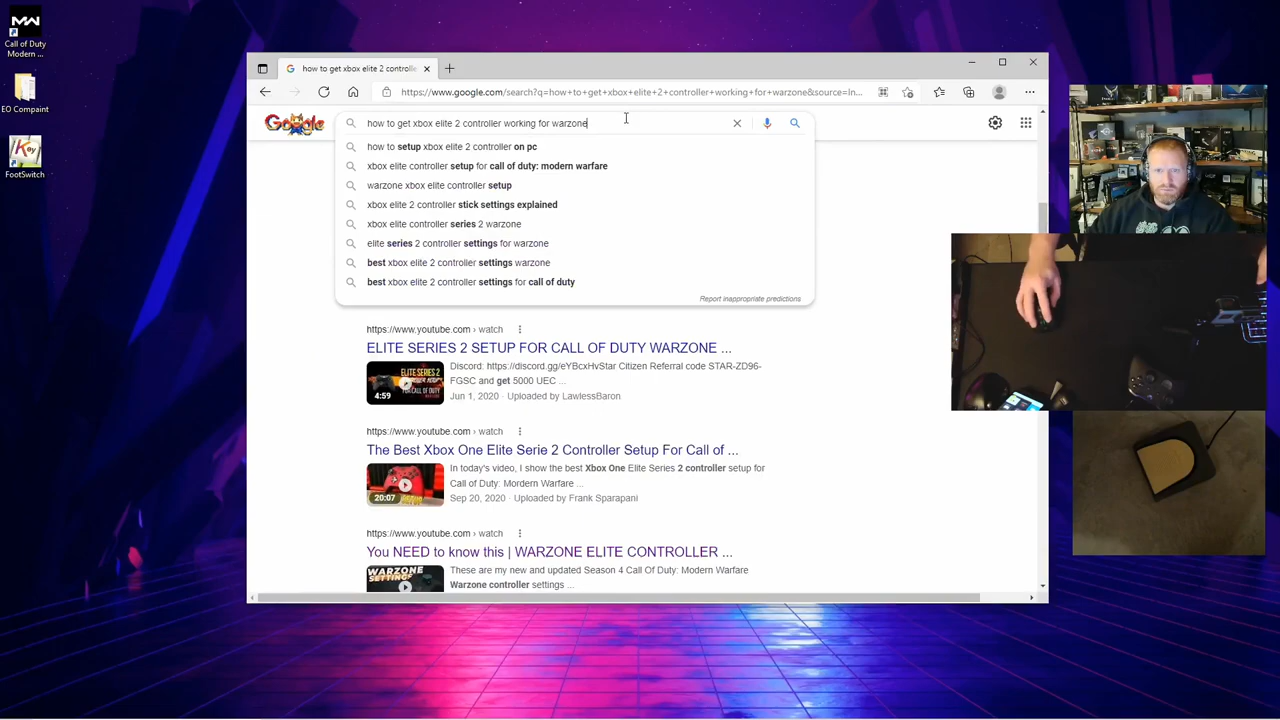 Call of Duty
Modern ...
EO Compaint
Key
FootSwitch
how to get xbox elite 2 controlle
https://www.google.com/search?q=how+to+get+xbox+elite+2+controller+working+for+warzone&source=ln...
how to get xbox elite 2 controller working for warzone
how to setup xbox elite 2 controller on pc
xbox elite controller setup for call of duty: modern warfare
warzone xbox elite controller setup
xbox elite 2 controller stick settings explained
xbox elite controller series 2 warzone
elite series 2 controller settings for warzone
best xbox elite 2 controller settings warzone
best xbox elite 2 controller settings for call of duty
Report inappropriate predictions
https://www.youtube.com › watch
ELITE SERIES 2 SETUP FOR CALL OF DUTY WARZONE ...
Discord: https://discord.gg/eYBcxHvStar Citizen Referral code STAR-ZD96-
FGSC and get 5000 UEC ...
4:59
Jun 1, 2020 · Uploaded by LawlessBaron
https://www.youtube.com › watch
The Best Xbox One Elite Serie 2 Controller Setup For Call of ...
In today's video, I show the best Xbox One Elite Series 2 controller setup for
Call of Duty: Mordern Warfare ...
20:07
Sep 20, 2020 · Uploaded by Frank Sparapani
https://www.youtube.com › watch
You NEED to know this | WARZONE ELITE CONTROLLER ...
These are my new and updated Season 4 Call Of Duty: Modern Warfare
Warzone controller settings ...
WARZONE
SETTINGS